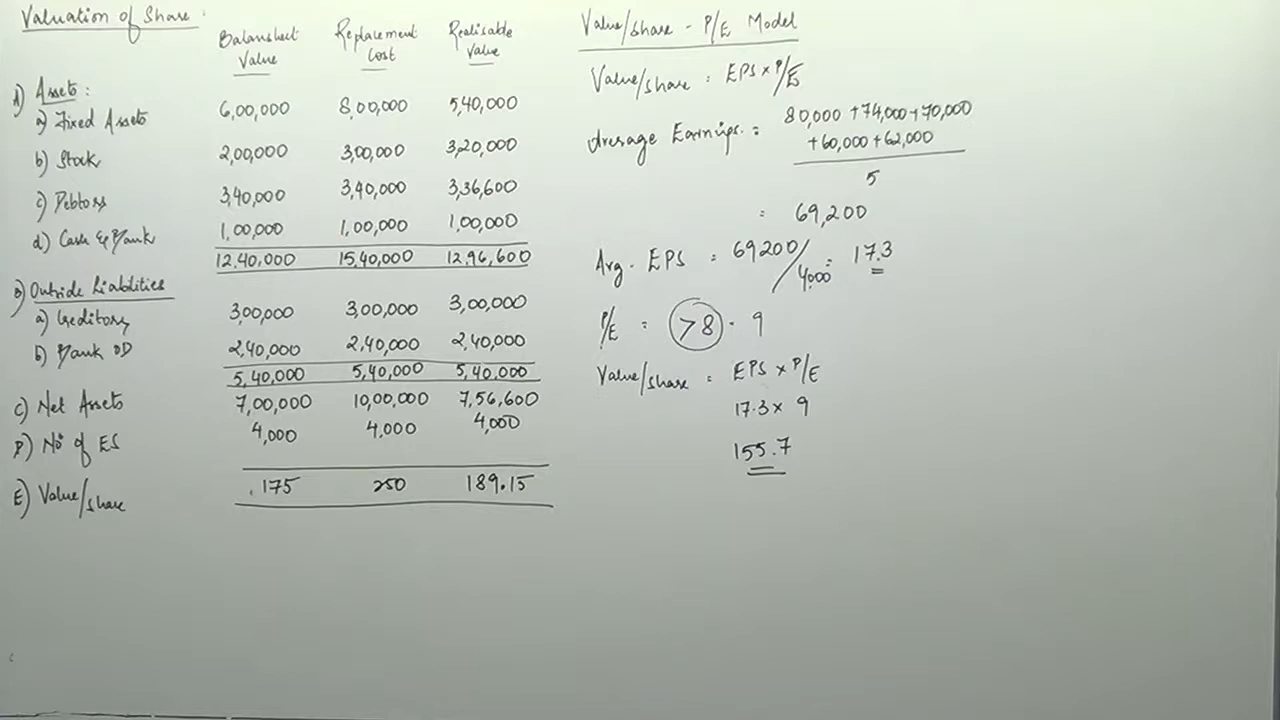 Valuation of Share :
Balansheet Value
Replacement Cost
Realisable Value
A) Assets :
a) Fixed Assets 6,00,000 8,00,000 5,40,000
b) Stock 2,00,000 3,00,000 3,20,000
c) Debtors 3,40,000 3,40,000 3,36,600
d) Cash & Bank 1,00,000 1,00,000 1,00,000
12,40,000 15,40,000 12,96,600
B) Outside Liabilities
a) Creditors 3,00,000 3,00,000 3,00,000
b) Bank OD 2,40,000 2,40,000 2,40,000
5,40,000 5,40,000 5,40,000
C) Net Assets 7,00,000 10,00,000 7,56,600
D) No of ES 4,000 4,000 4,000
E) Value/share 175 250 189.15
Value/share - P/E Model
Value/share = EPS x P/E
Average Earnings = 80,000 + 74,000 + 70,000
+ 60,000 + 62,000
5
= 69,200
Avg. EPS = 69200/4000 = 17.3
P/E = >8 - 9
Value/share = EPS x P/E
17.3 x 9
155.7